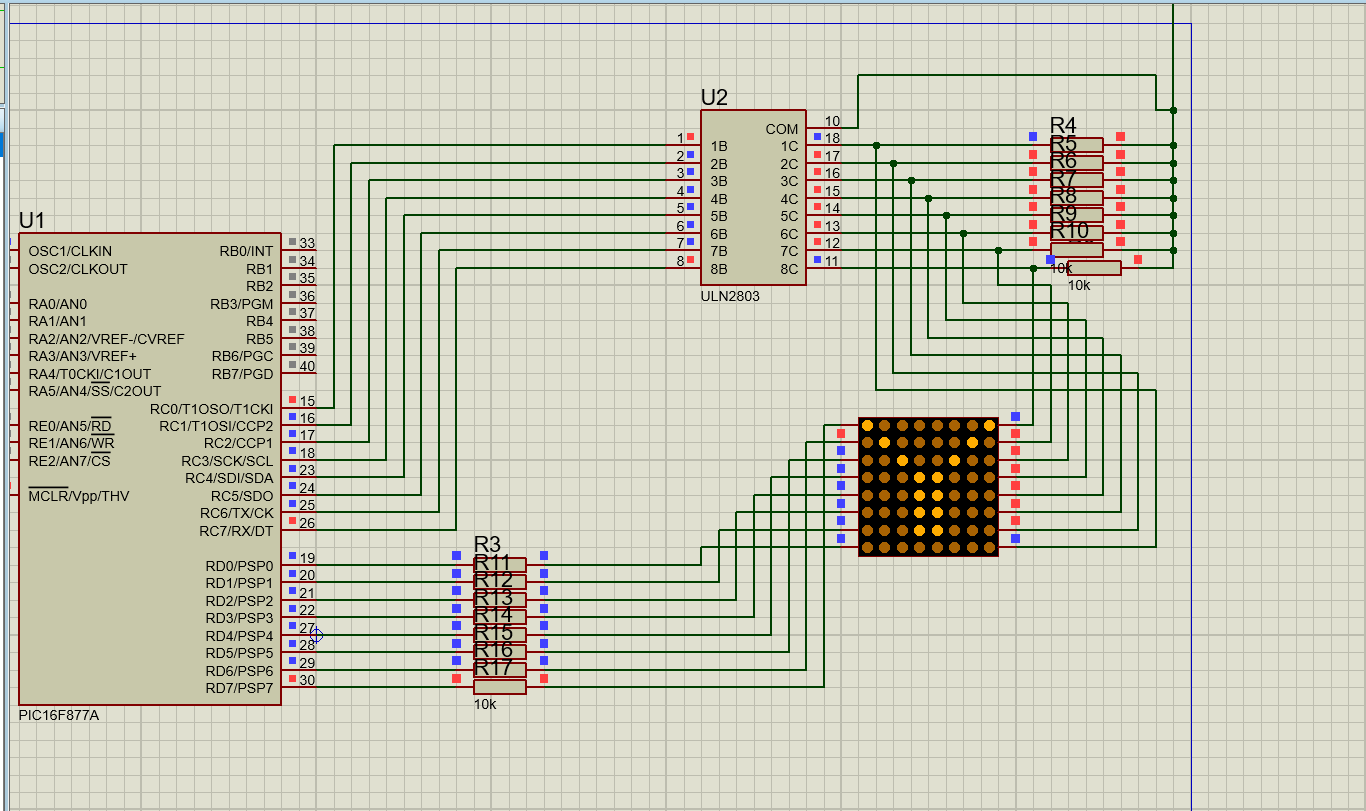 U1
OSC1/CLKIN
OSC2/CLKOUT
RA0/AN0
RA1/AN1
RA2/AN2/VREF-/CVREF
RA3/AN3/VREF+
RA4/T0CKI/C1OUT
RA5/AN4/SS/C2OUT
RE0/AN5/RD
RE1/AN6/WR
RE2/AN7/CS
MCLR/Vpp/THV
RB0/INT 33
RB1 34
RB2 35
RB3/PGM 36
RB4 37
RB5 38
RB6/PGC 39
RB7/PGD 40
RC0/T1OSO/T1CKI 15
RC1/T1OSI/CCP2 16
RC2/CCP1 17
RC3/SCK/SCL 18
RC4/SDI/SDA 23
RC5/SDO 24
RC6/TX/CK 25
RC7/RX/DT 26
RD0/PSP0 19
RD1/PSP1 20
RD2/PSP2 21
RD3/PSP3 22
RD4/PSP4 27
RD5/PSP5 28
RD6/PSP6 29
RD7/PSP7 30
PIC16F877A
R3
R11
R12
R13
R14
R15
R16
R17
10k
U2
COM 10
1 1B 1C 18
2 2B 2C 17
3 3B 3C 16
4 4B 4C 15
5 5B 5C 14
6 6B 6C 13
7 7B 7C 12
8 8B 8C 11
ULN2803
R4
R5
R6
R7
R8
R9
R10
10k
10k